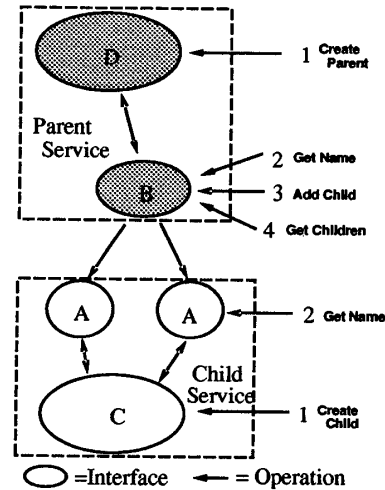 D
1 Create
Parent
Parent
Service
B
2 Get Name
3 Add Child
4 Get Children
A
A
2 Get Name
Child
Service
C
1 Create
Child
=Interface
= Operation